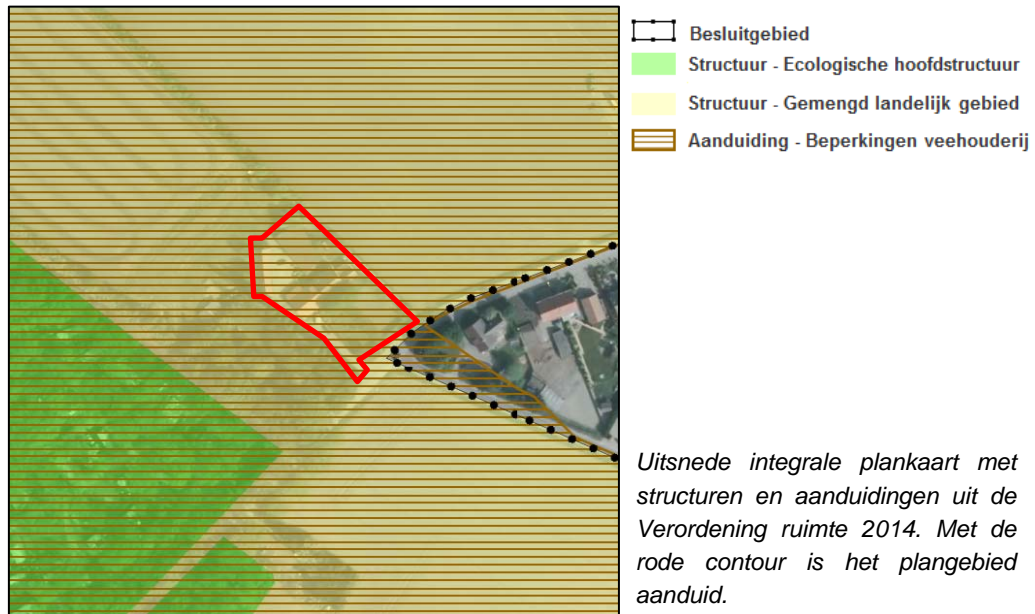 Besluitgebied
Structuur - Ecologische hoofdstructuur
Structuur - Gemengd landelijk gebied
Aanduiding - Beperkingen veehouderij
Uitsnede integrale plankaart met
structuren en aanduidingen uit de
Verordening ruimte 2014. Met de
rode contour is het plangebied
aanduid.